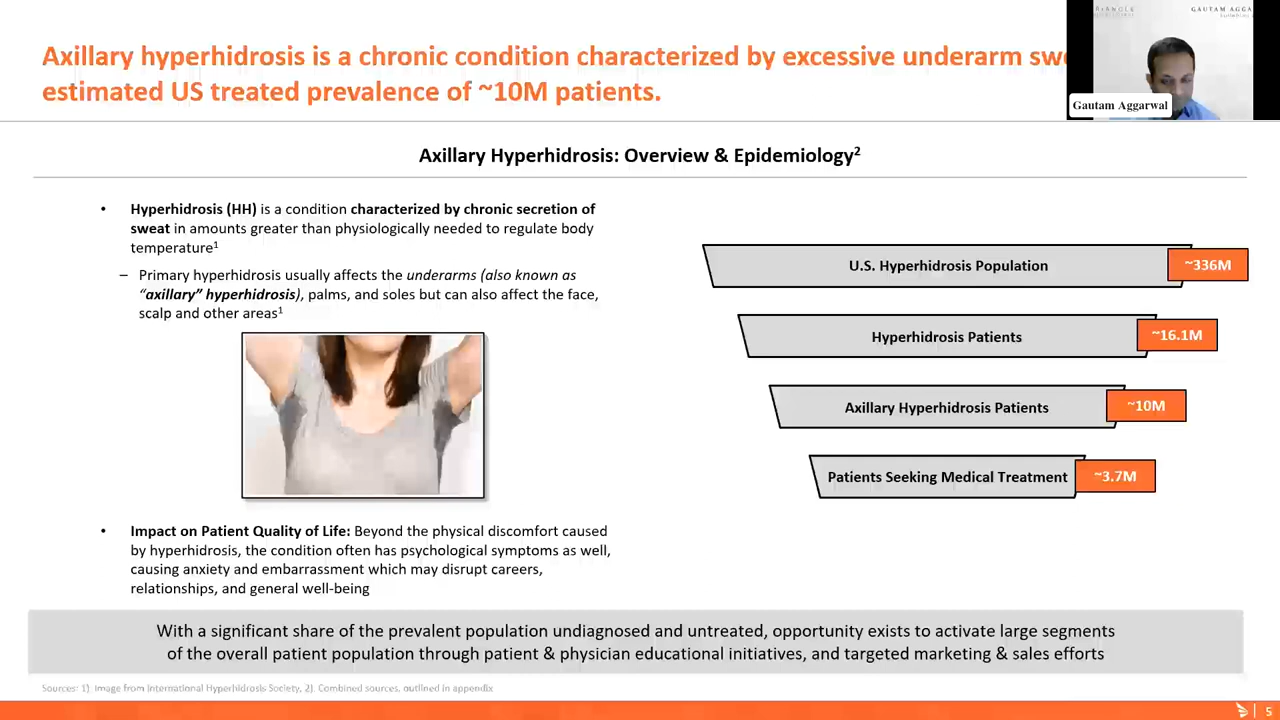 Axillary hyperhidrosis is a chronic condition characterized by excessive underarm
estimated US treated prevalence of ~10M patients.
GAUTAM AGGA
Gautam Aggarwal
Axillary Hyperhidrosis: Overview & Epidemiology2
• Hyperhidrosis (HH) is a condition characterized by chronic secretion of
sweat in amounts greater than physiologically needed to regulate body
temperature1
– Primary hyperhidrosis usually affects the underarms (also known as
“axillary” hyperhidrosis), palms, and soles but can also affect the face,
scalp and other areas1
• Impact on Patient Quality of Life: Beyond the physical discomfort caused
by hyperhidrosis, the condition often has psychological symptoms as well,
causing anxiety and embarrassment which may disrupt careers,
relationships, and general well-being
U.S. Hyperhidrosis Population ~336M
Hyperhidrosis Patients ~16.1M
Axillary Hyperhidrosis Patients ~10M
Patients Seeking Medical Treatment ~3.7M
With a significant share of the prevalent population undiagnosed and untreated, opportunity exists to activate large segments
of the overall patient population through patient & physician educational initiatives, and targeted marketing & sales efforts
Sources: 1). Image from International Hyperhidrosis Society, 2). Combined sources, outlined in appendix
5